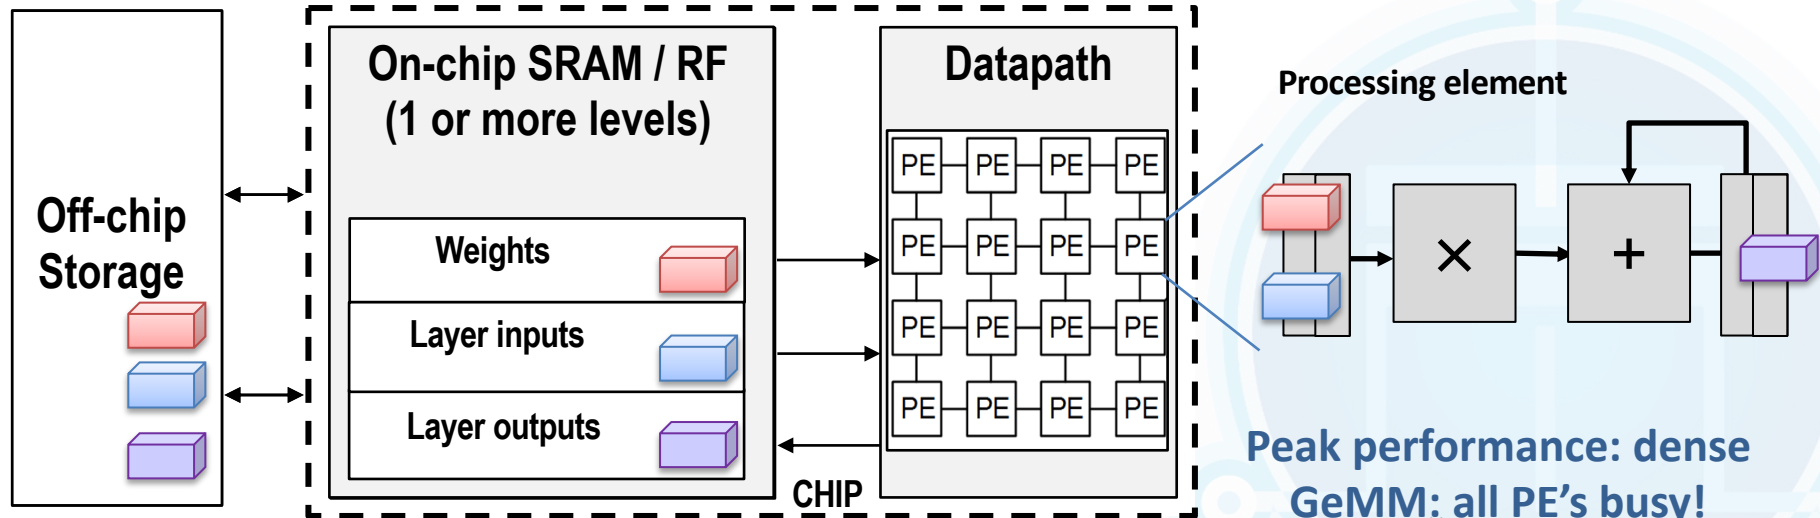 Off-chip
Storage
On-chip SRAM / RF
(1 or more levels)
Weights
Layer inputs
Layer outputs
CHIP
Datapath
PE PE PE PE
PE PE PE PE
PE PE PE PE
PE PE PE PE
Processing element
× +
Peak performance: dense
GeMM: all PE's busy!